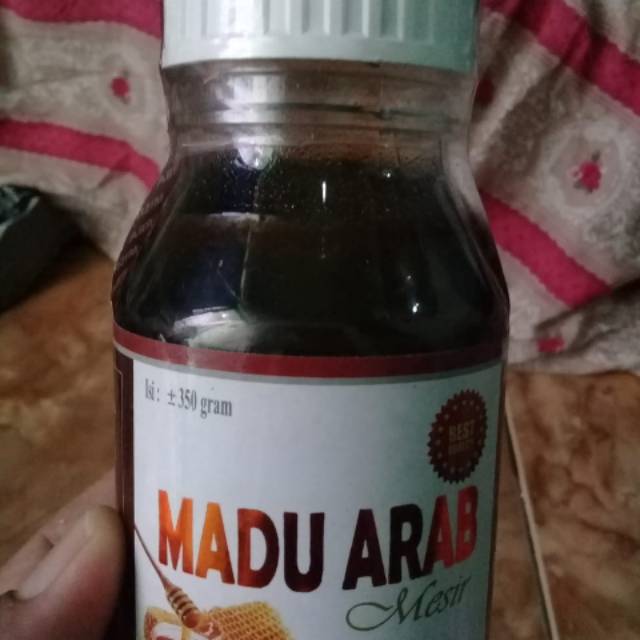 Isi : ± 350 gram
BEST
MADU ARAB
Mesir